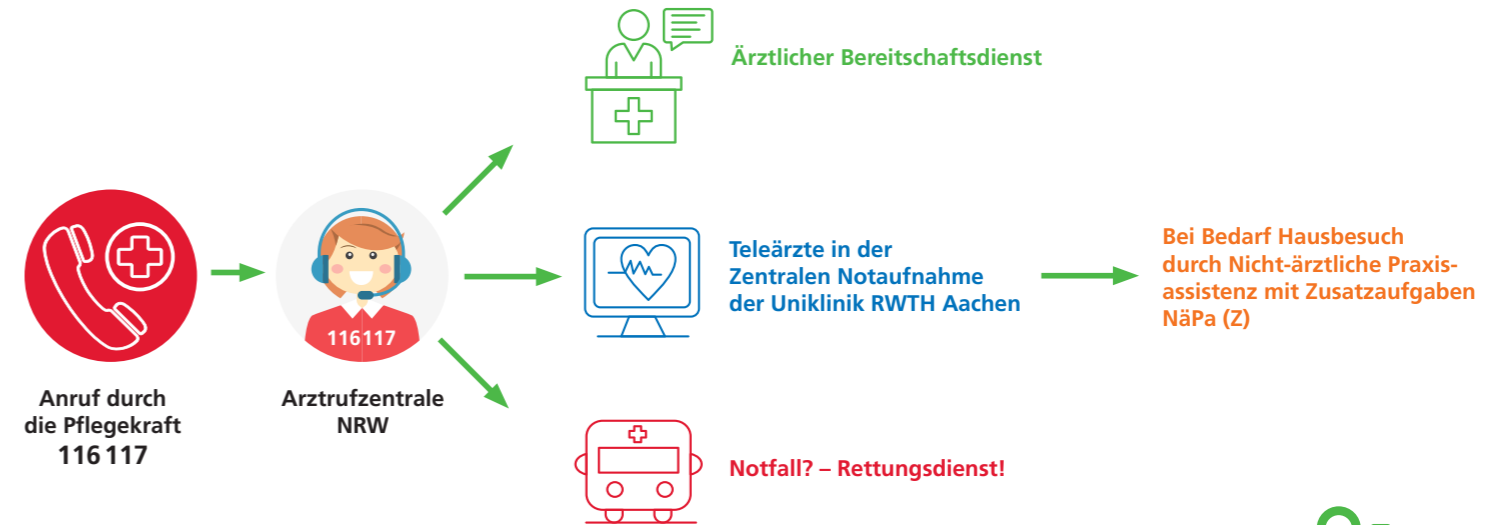 Ärztlicher Bereitschaftsdienst
116117
Anruf durch
die Pflegekraft
116 117
Arztrufzentrale
NRW
Teleärzte in der
Zentralen Notaufnahme
der Uniklinik RWTH Aachen
Bei Bedarf Hausbesuch
durch Nicht-ärztliche Praxis-
assistenz mit Zusatzaufgaben
NäPa (Z)
Notfall? – Rettungsdienst!